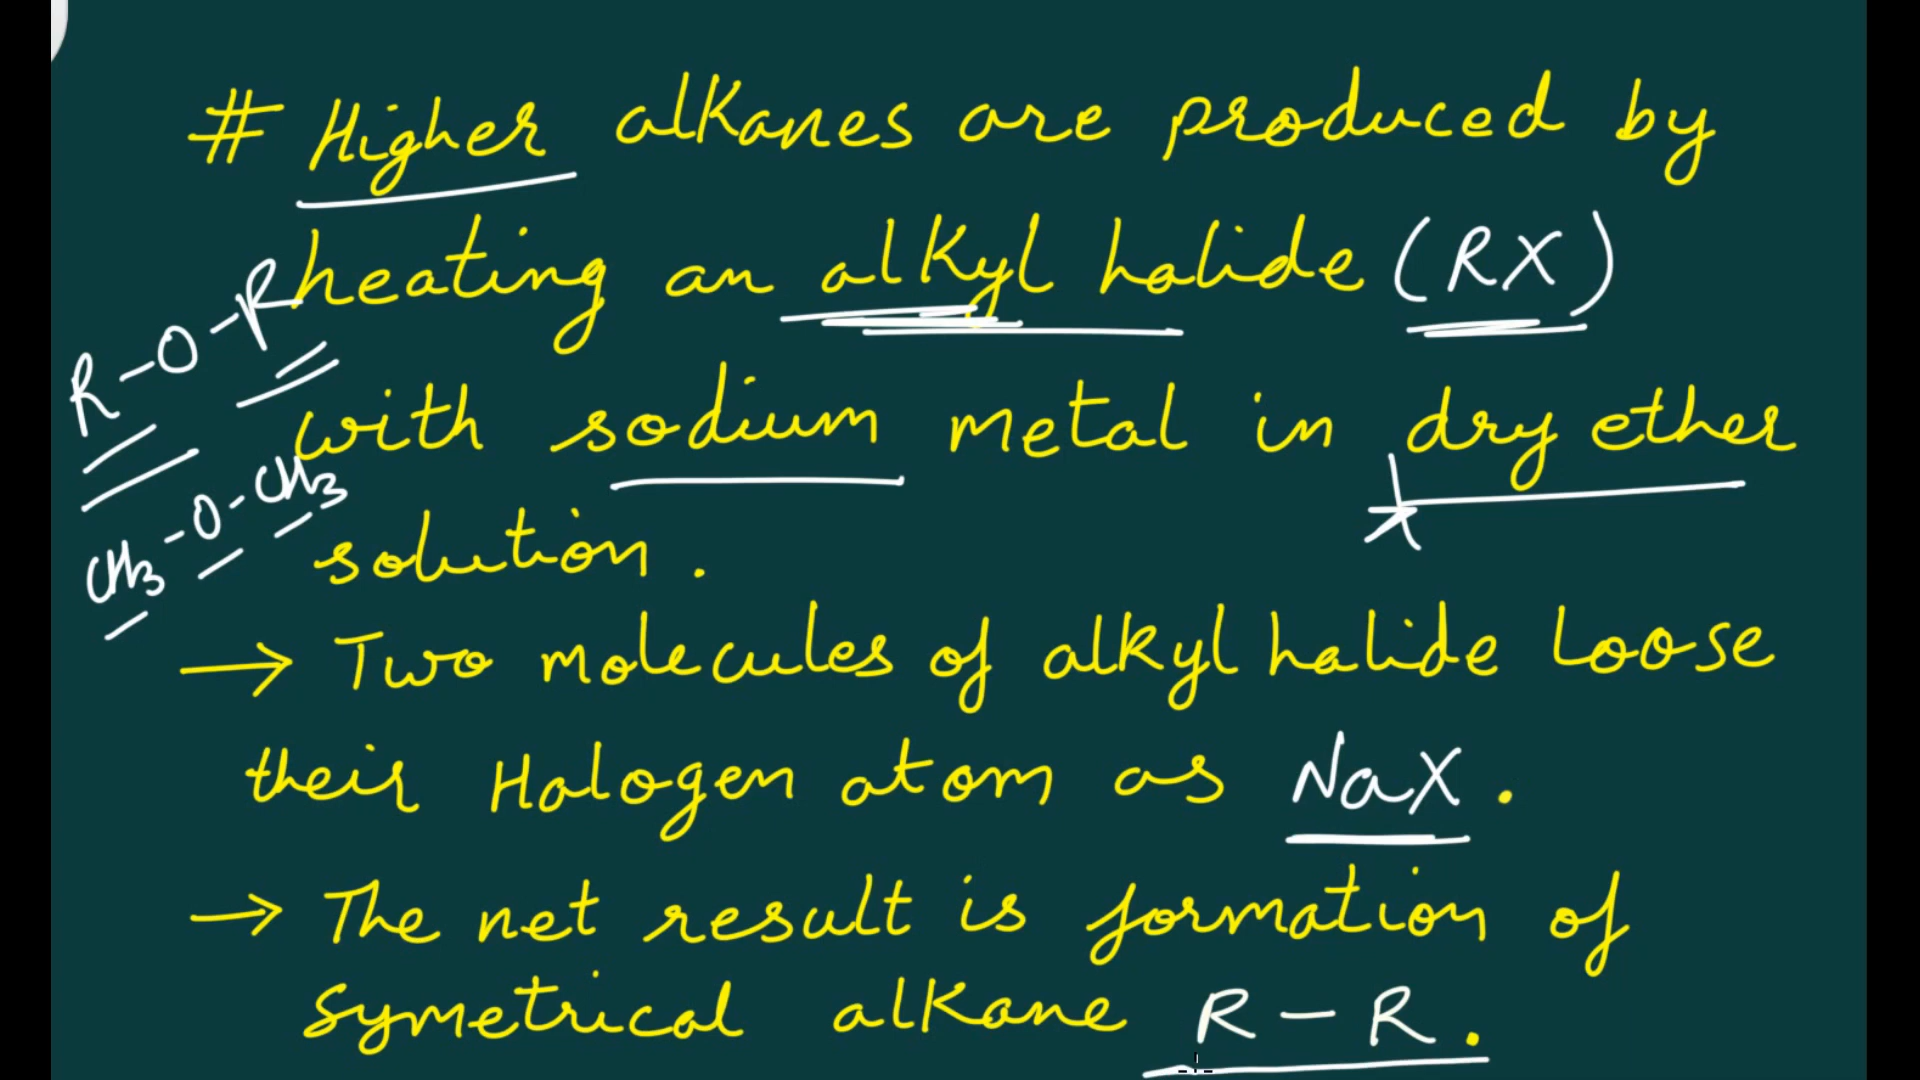 # Higher alkanes are produced by
heating an alkyl halide (RX)
R-O-R
with sodium metal in dry ether
CH3-O-CH3
solution.
→ Two molecules of alkyl halide loose
their Halogen atom as NaX.
→ The net result is formation of
Symetrical alkane R-R.